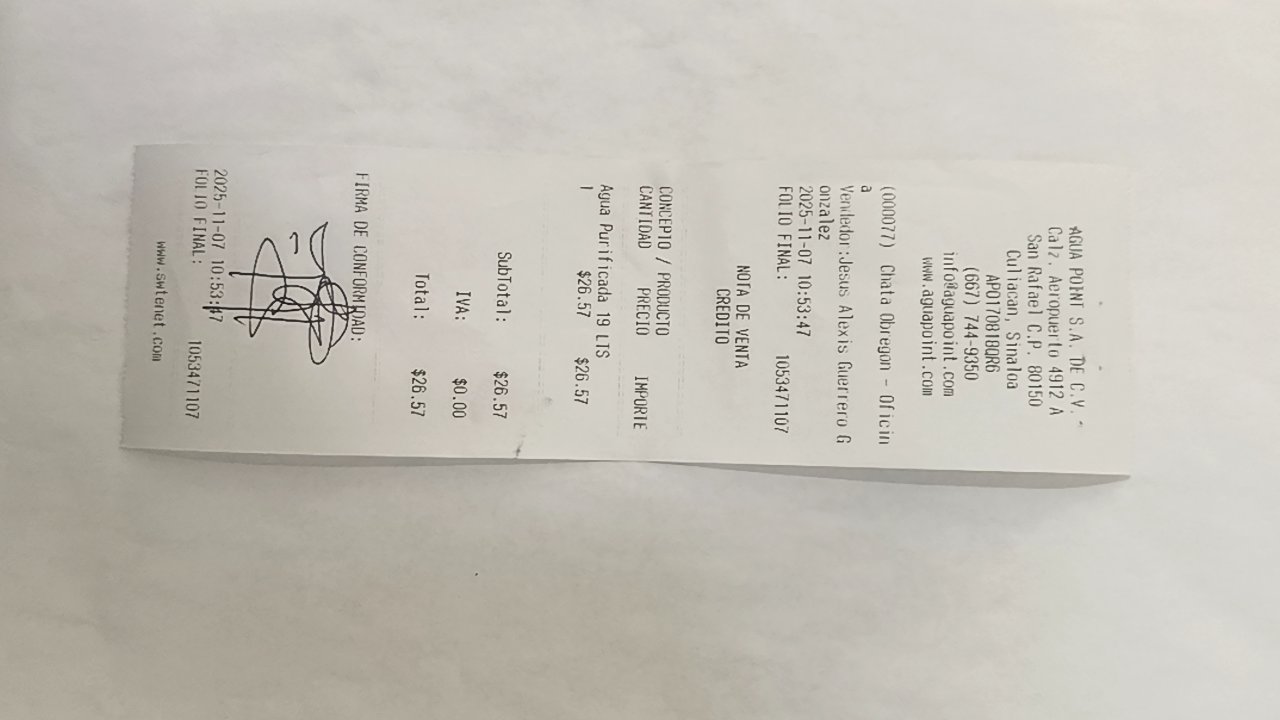 AGUA POINT S.A. DE C.V.
Calz. Aeropuerto 4912 A
San Rafael C.P. 80150
Culiacan, Sinaloa
APO170818QR6
(667) 744-9350
info@aguapoint.com
www.aguapoint.com
(000077) Chata Obregon - Oficin
a
Vendedor:Jesus Alexis Guerrero G
onzalez
2025-11-07 10:53:47
FOLIO FINAL: 1053471107
NOTA DE VENTA
CREDITO
CONCEPTO / PRODUCTO
CANTIDAD PRECIO IMPORTE
Agua Purificada 19 LTS
1 $26.57 $26.57
SubTotal: $26.57
IVA: $0.00
Total: $26.57
FIRMA DE CONFORMIDAD:
2025-11-07 10:53:47
FOLIO FINAL: 1053471107
www.swtenet.com